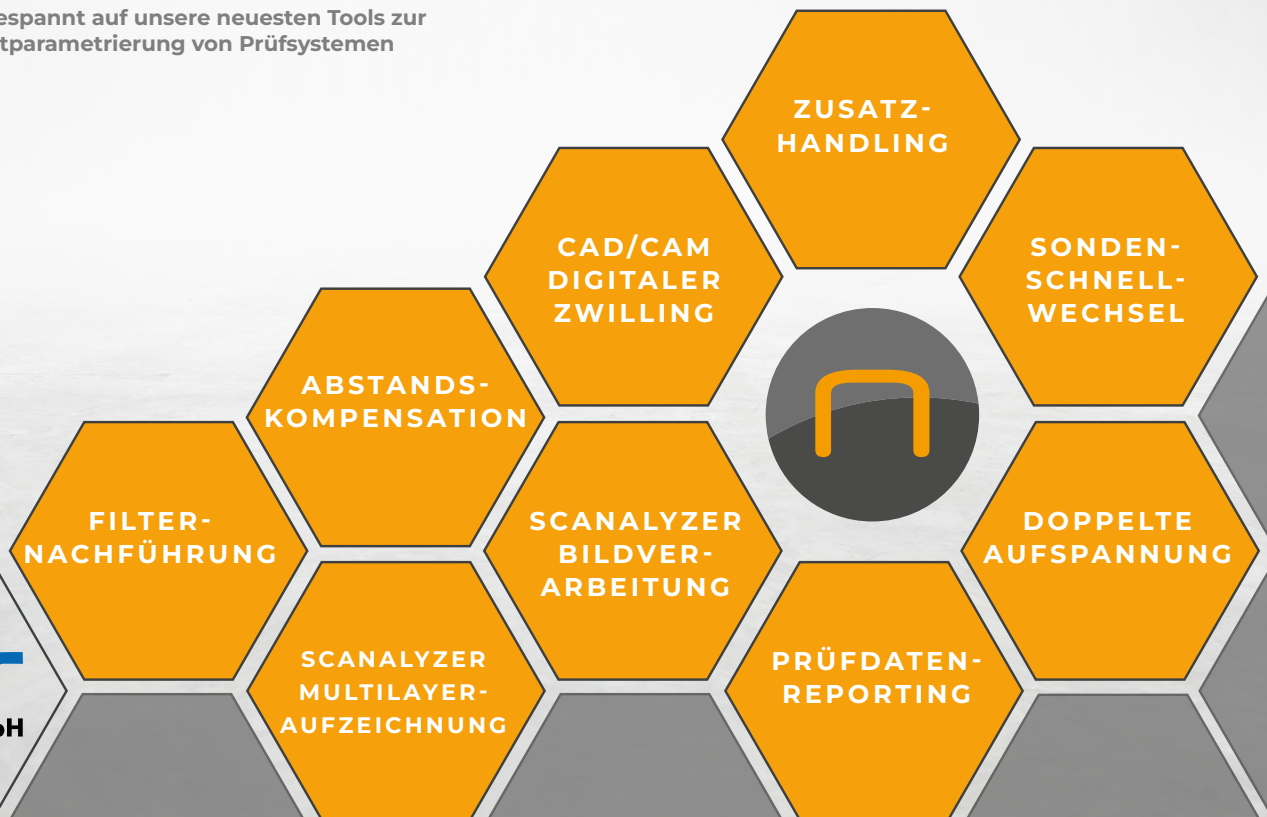 espannt auf unsere neuesten Tools zur
tparametrierung von Prüfsystemen
ZUSATZ-
HANDLING
CAD/CAM
DIGITALER
ZWILLING
SONDEN-
SCHNELL-
WECHSEL
ABSTANDS-
KOMPENSATION
FILTER-
NACHFÜHRUNG
SCANALYZER
BILDVER-
ARBEITUNG
DOPPELTE
AUFSPANNUNG
SCANALYZER
MULTILAYER-
AUFZEICHNUNG
PRÜFDATEN-
REPORTING
bH